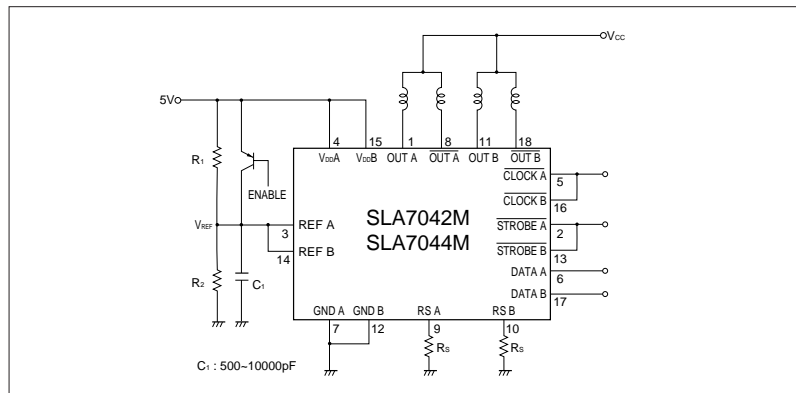 Vcc
5V
4 15 1 8 11 18
VDDA VDDB OUT A OUT A OUT B OUT B
R1
CLOCK A
5
ENABLE
CLOCK B
16
SLA7042M
VREF
REF A
3
STROBE A
2
SLA7044M
REF B
14
STROBE B
13
DATA A
6
R2
C1
DATA B
17
GND A GND B RS A RS B
7 12 9 10
Rs Rs
C1 : 500~10000pF